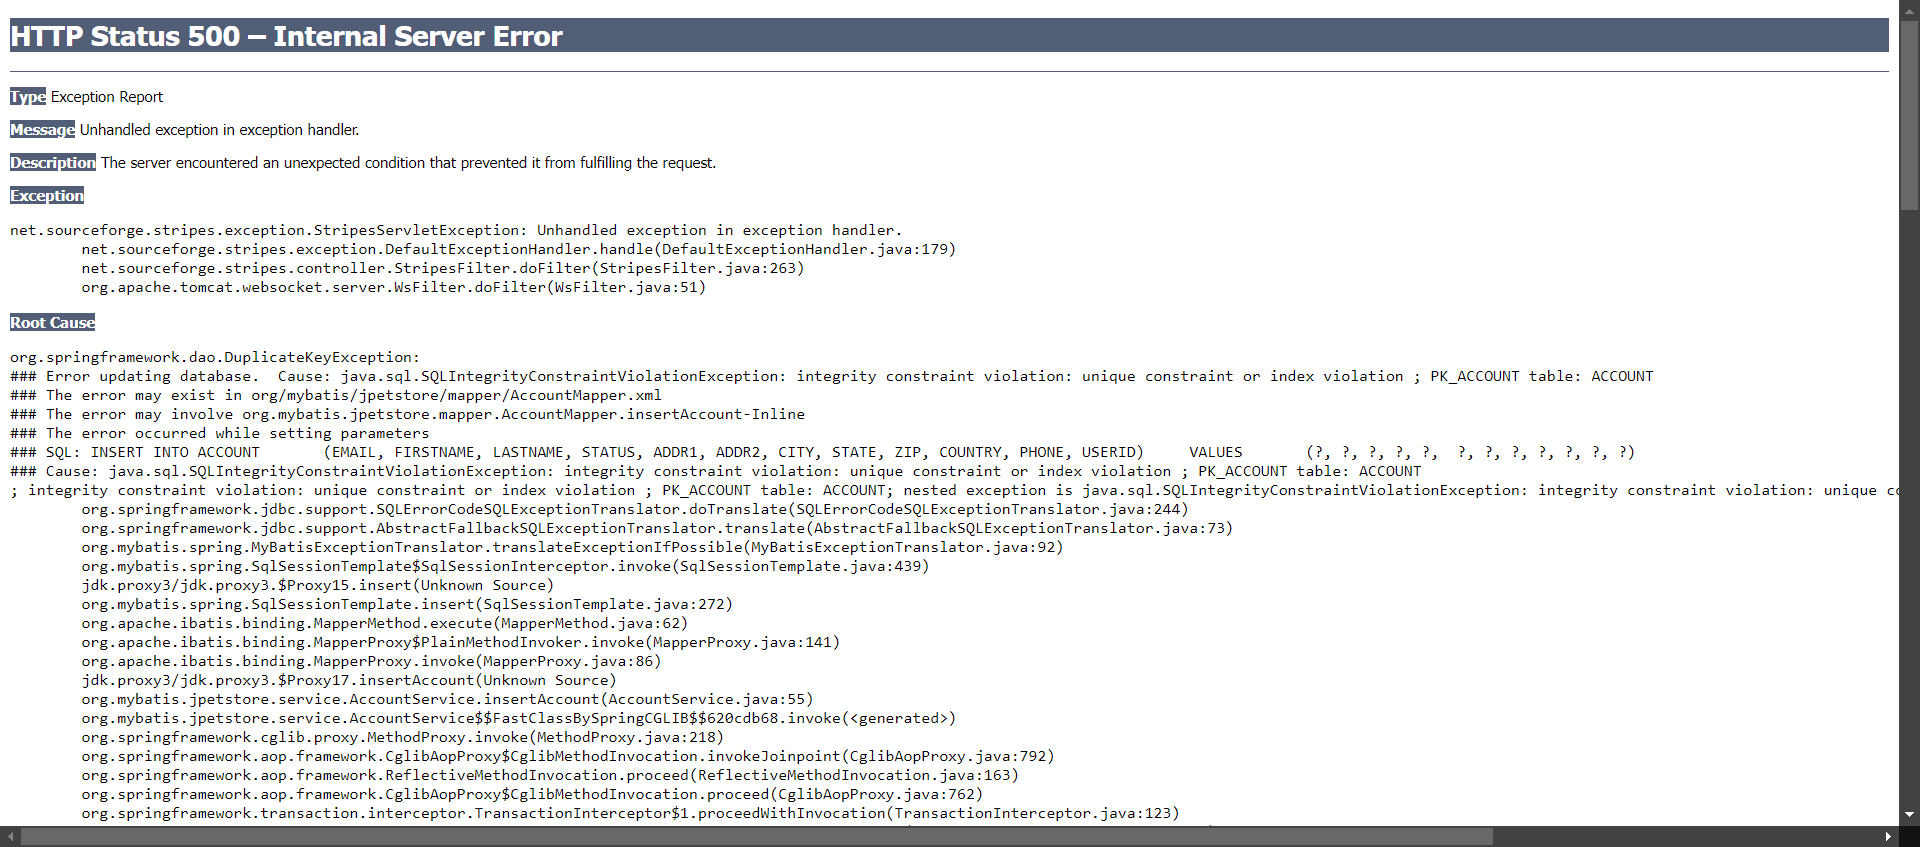 HTTP Status 500 – Internal Server Error
Type Exception Report
Message Unhandled exception in exception handler.
Description The server encountered an unexpected condition that prevented it from fulfilling the request.
Exception
net.sourceforge.stripes.exception.StripesServletException: Unhandled exception in exception handler.
net.sourceforge.stripes.exception.DefaultExceptionHandler.handle(DefaultExceptionHandler.java:179)
net.sourceforge.stripes.controller.StripesFilter.doFilter(StripesFilter.java:263)
org.apache.tomcat.websocket.server.WsFilter.doFilter(WsFilter.java:51)
Root Cause
org.springframework.dao.DuplicateKeyException:
### Error updating database.  Cause: java.sql.SQLIntegrityConstraintViolationException: integrity constraint violation: unique constraint or index violation ; PK_ACCOUNT table: ACCOUNT
### The error may exist in org/mybatis/jpetstore/mapper/AccountMapper.xml
### The error may involve org.mybatis.jpetstore.mapper.AccountMapper.insertAccount-Inline
### The error occurred while setting parameters
### SQL: INSERT INTO ACCOUNT       (EMAIL, FIRSTNAME, LASTNAME, STATUS, ADDR1, ADDR2, CITY, STATE, ZIP, COUNTRY, PHONE, USERID)     VALUES       (?, ?, ?, ?, ?,  ?, ?, ?, ?, ?, ?, ?)
### Cause: java.sql.SQLIntegrityConstraintViolationException: integrity constraint violation: unique constraint or index violation ; PK_ACCOUNT table: ACCOUNT
; integrity constraint violation: unique constraint or index violation ; PK_ACCOUNT table: ACCOUNT; nested exception is java.sql.SQLIntegrityConstraintViolationException: integrity constraint violation: unique
org.springframework.jdbc.support.SQLErrorCodeSQLExceptionTranslator.doTranslate(SQLErrorCodeSQLExceptionTranslator.java:244)
org.springframework.jdbc.support.AbstractFallbackSQLExceptionTranslator.translate(AbstractFallbackSQLExceptionTranslator.java:73)
org.mybatis.spring.MyBatisExceptionTranslator.translateExceptionIfPossible(MyBatisExceptionTranslator.java:92)
org.mybatis.spring.SqlSessionTemplate$SqlSessionInterceptor.invoke(SqlSessionTemplate.java:439)
jdk.proxy3/jdk.proxy3.$Proxy15.insert(Unknown Source)
org.mybatis.spring.SqlSessionTemplate.insert(SqlSessionTemplate.java:272)
org.apache.ibatis.binding.MapperMethod.execute(MapperMethod.java:62)
org.apache.ibatis.binding.MapperProxy$PlainMethodInvoker.invoke(MapperProxy.java:141)
org.apache.ibatis.binding.MapperProxy.invoke(MapperProxy.java:86)
jdk.proxy3/jdk.proxy3.$Proxy17.insertAccount(Unknown Source)
org.mybatis.jpetstore.service.AccountService.insertAccount(AccountService.java:55)
org.mybatis.jpetstore.service.AccountService$$FastClassBySpringCGLIB$$620cdb68.invoke(<generated>)
org.springframework.cglib.proxy.MethodProxy.invoke(MethodProxy.java:218)
org.springframework.aop.framework.CglibAopProxy$CglibMethodInvocation.invokeJoinpoint(CglibAopProxy.java:792)
org.springframework.aop.framework.ReflectiveMethodInvocation.proceed(ReflectiveMethodInvocation.java:163)
org.springframework.aop.framework.CglibAopProxy$CglibMethodInvocation.proceed(CglibAopProxy.java:762)
org.springframework.transaction.interceptor.TransactionInterceptor$1.proceedWithInvocation(TransactionInterceptor.java:123)